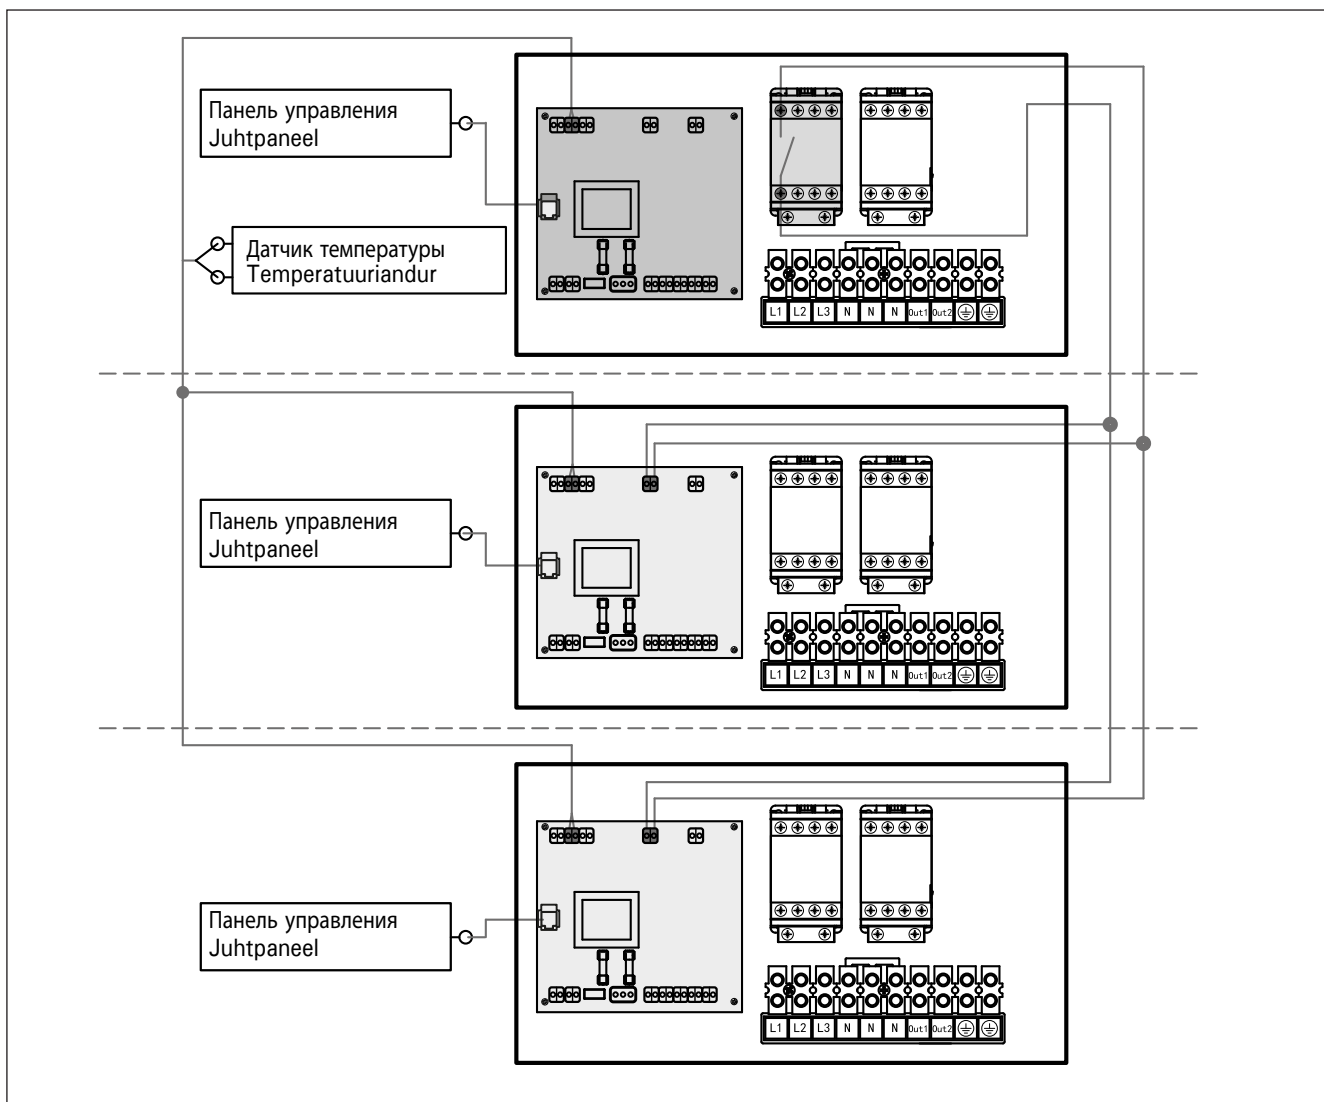 Панель управления
Juhtpaneel
Датчик температуры
Temperatuuriandur
L1 L2 L3 N N N Out1 Out2
Панель управления
Juhtpaneel
L1 L2 L3 N N N Out1 Out2
Панель управления
Juhtpaneel
L1 L2 L3 N N N Out1 Out2